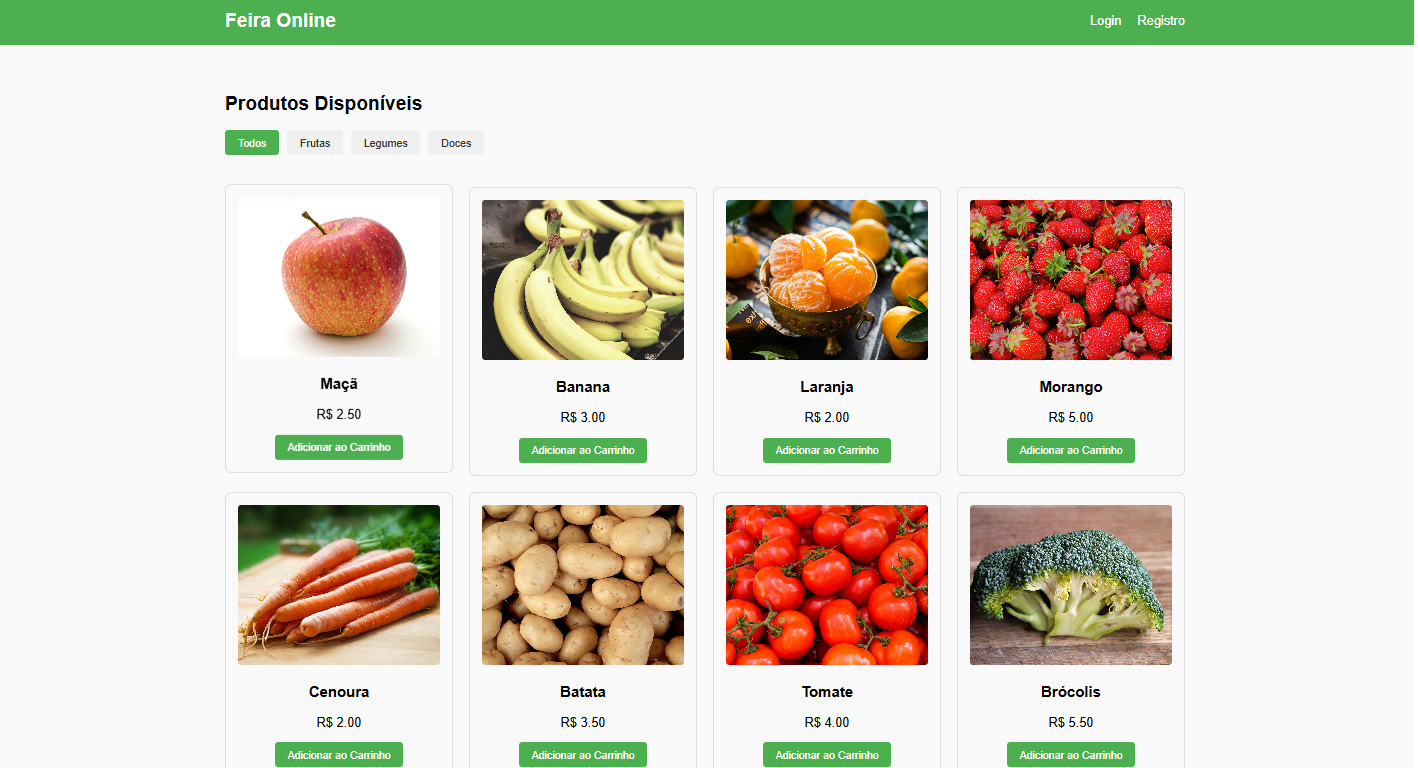 Feira Online
Login Registro
Produtos Disponíveis
Todos Frutas Legumes Doces
Maçã
R$ 2.50
Adicionar ao Carrinho
Banana
R$ 3.00
Adicionar ao Carrinho
Laranja
R$ 2.00
Adicionar ao Carrinho
Morango
R$ 5.00
Adicionar ao Carrinho
Cenoura
R$ 2.00
Adicionar ao Carrinho
Batata
R$ 3.50
Adicionar ao Carrinho
Tomate
R$ 4.00
Adicionar ao Carrinho
Brócolis
R$ 5.50
Adicionar ao Carrinho